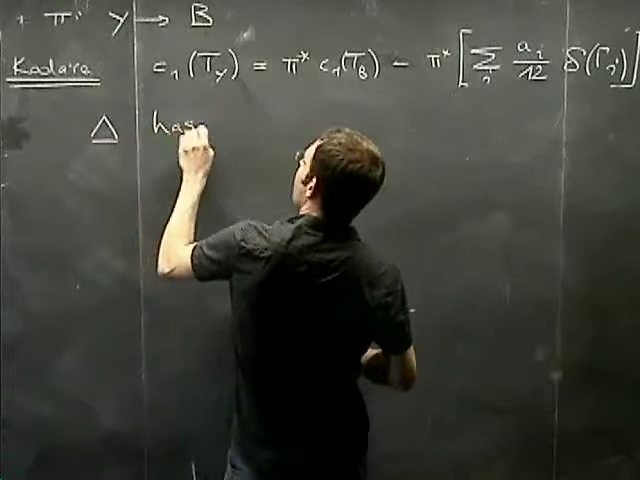 π: Y → B
Kodaira c₁(T_Y) = π* c₁(T_B) - π* [ Σ_i a_i/12 δ(Γ_i) ]
Δ has